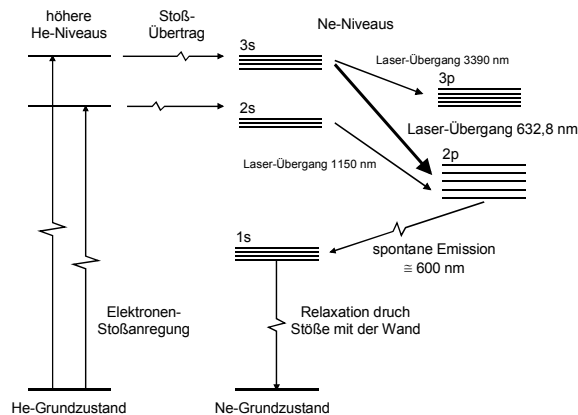 höhere
He-Niveaus
Stoß-
Übertrag
Ne-Niveaus
3s
Laser-Übergang 3390 nm
3p
2s
Laser-Übergang 632,8 nm
Laser-Übergang 1150 nm
2p
1s
spontane Emission
≅ 600 nm
Elektronen-
Stoßanregung
Relaxation druch
Stöße mit der Wand
He-Grundzustand
Ne-Grundzustand